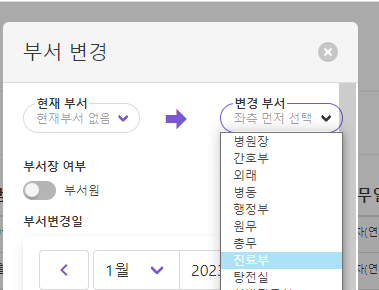 부서 변경
현재 부서
현재부서 없음
변경 부서
좌측 먼저 선택
병원장
간호부
외래
병동
행정부
원무
총무
진료부
탕전실
부서장 여부
부서원
부서변경일
1월
2023
무일
자(연
자(연